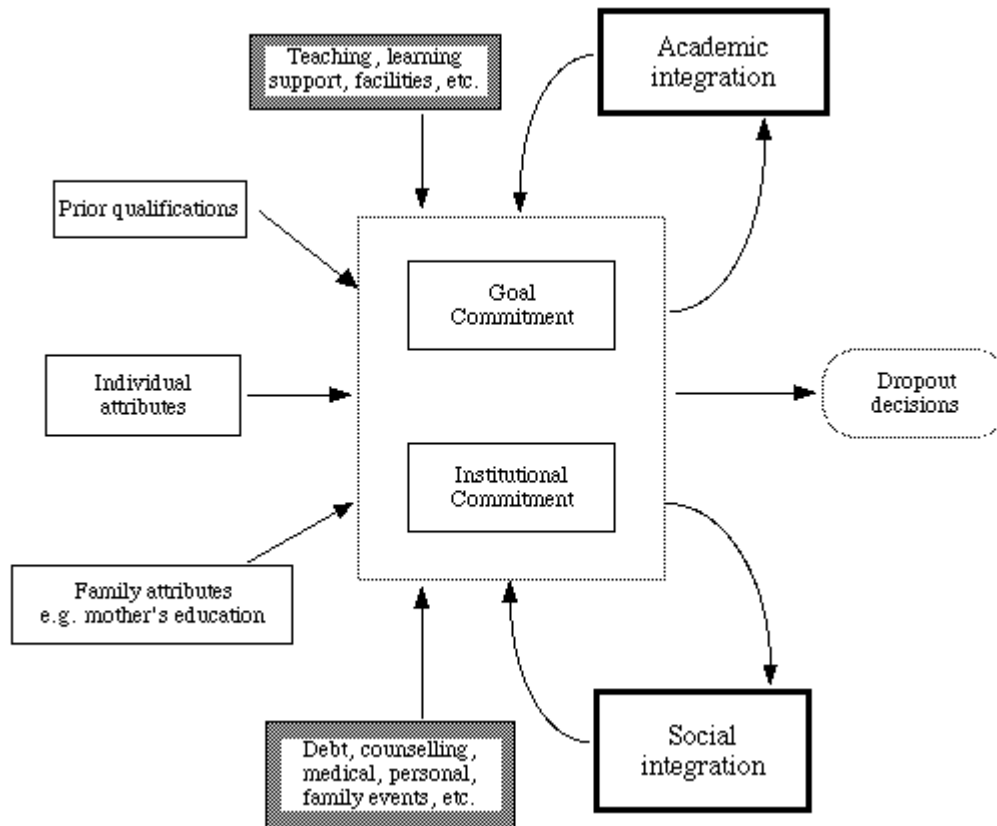 Teaching, learning
support, facilities, etc.
Academic
integration
Prior qualifications
Goal
Commitment
Individual
attributes
Dropout
decisions
Institutional
Commitment
Family attributes
e.g. mother's education
Debt, counselling,
medical, personal,
family events, etc.
Social
integration